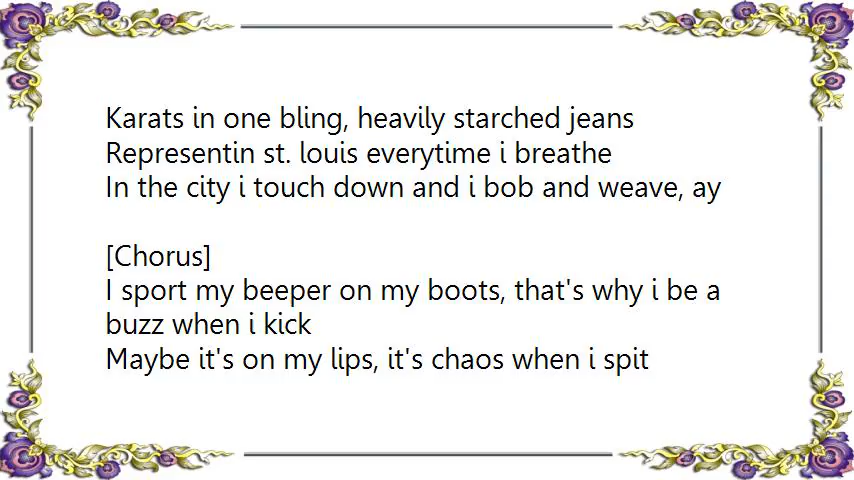 Karats in one bling, heavily starched jeans
Representin st. louis everytime i breathe
In the city i touch down and i bob and weave, ay
[Chorus]
I sport my beeper on my boots, that's why i be a
buzz when i kick
Maybe it's on my lips, it's chaos when i spit